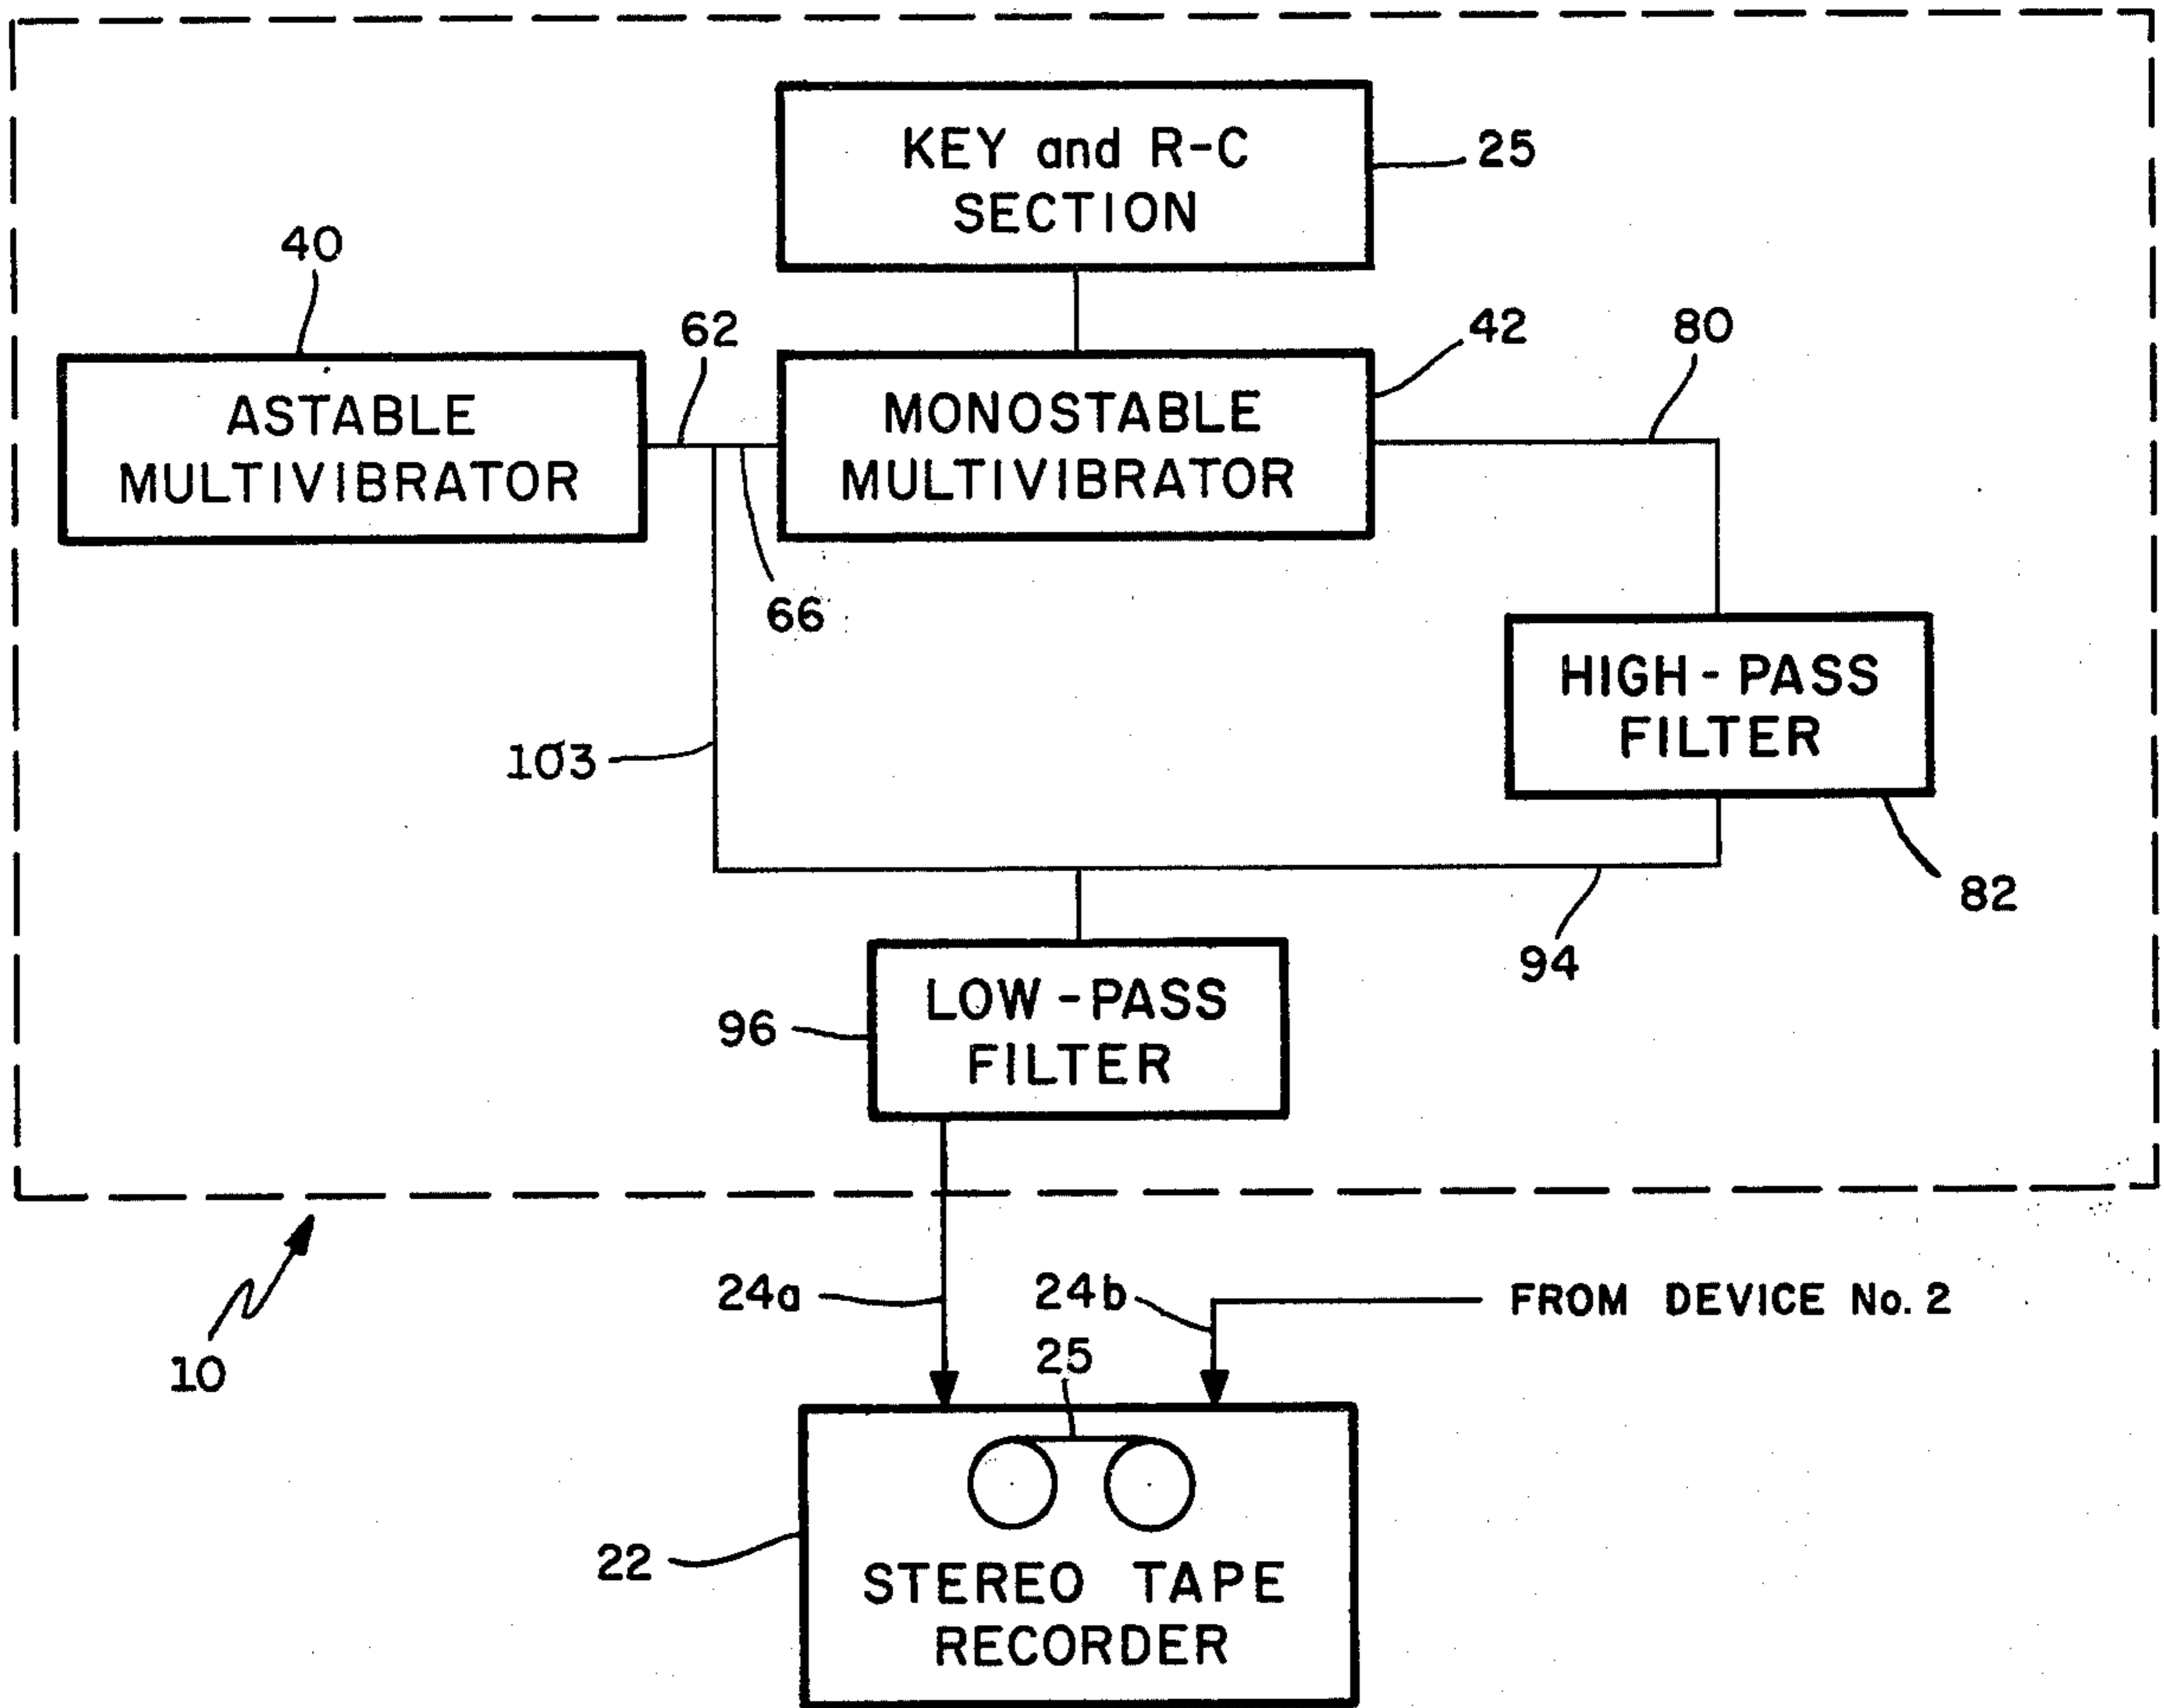 KEY and R-C
SECTION
25
40
62
42
80
ASTABLE
MULTIVIBRATOR
MONOSTABLE
MULTIVIBRATOR
66
HIGH-PASS
FILTER
103
82
94
LOW-PASS
FILTER
96
10
24a
24b
FROM DEVICE No. 2
25
22
STEREO TAPE
RECORDER